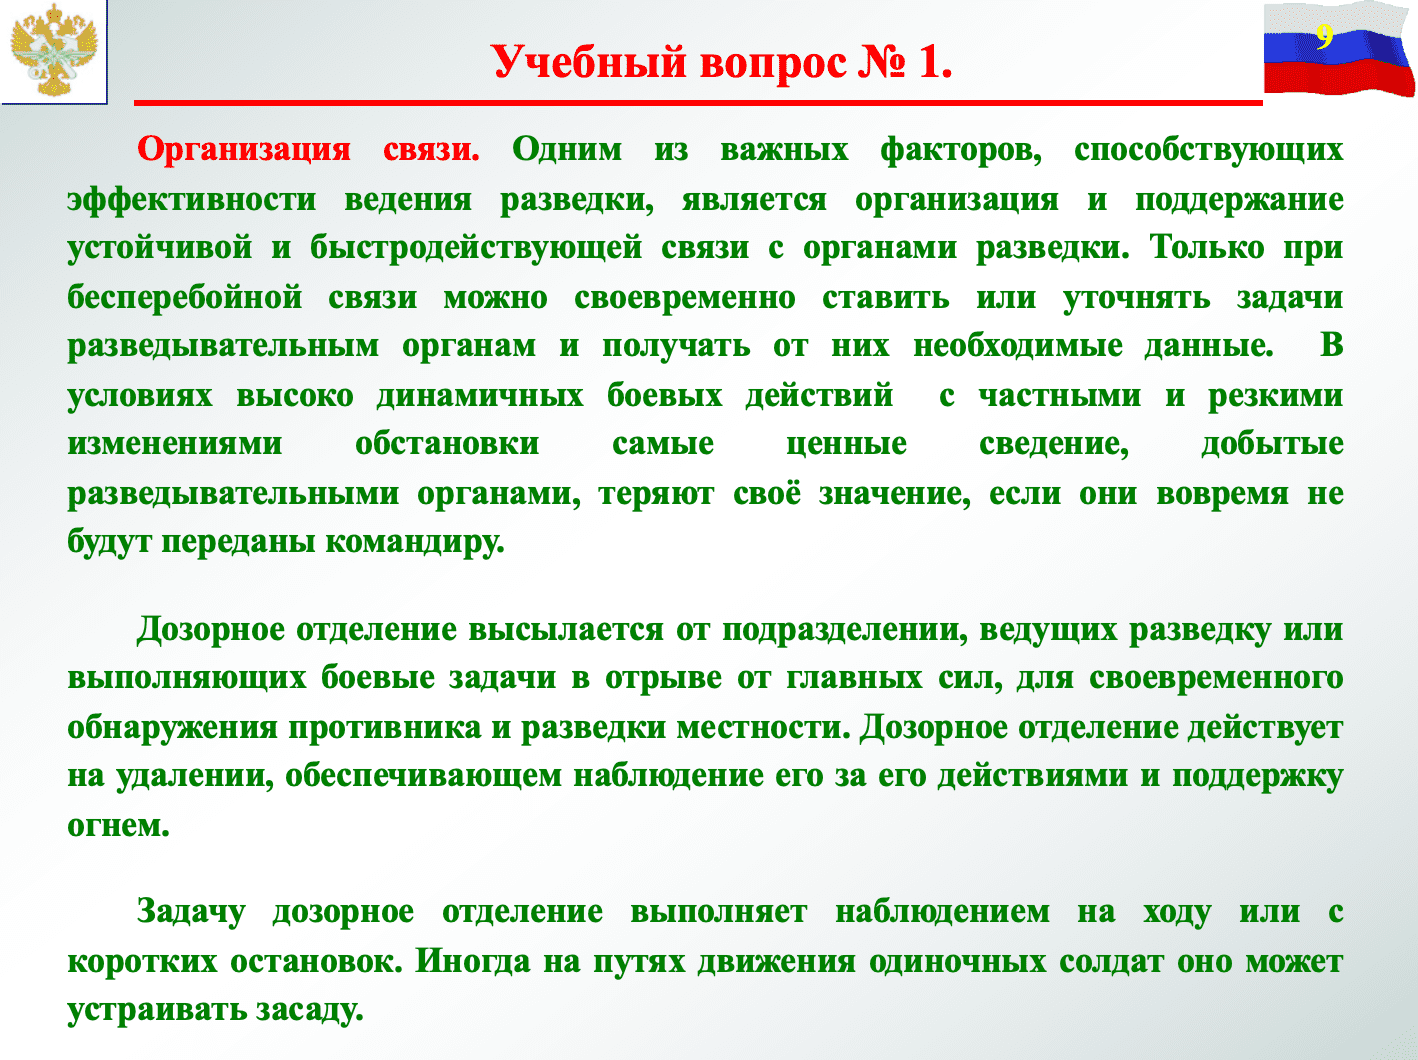 9
Учебный вопрос № 1.
Организация связи. Одним из важных факторов, способствующих
эффективности ведения разведки, является организация и поддержание
устойчивой и быстродействующей связи с органами разведки. Только при
бесперебойной связи можно своевременно ставить или уточнять задачи
разведывательным органам и получать от них необходимые данные. В
условиях высоко динамичных боевых действий с частными и резкими
изменениями обстановки самые ценные сведение, добытые
разведывательными органами, теряют своё значение, если они вовремя не
будут переданы командиру.
Дозорное отделение высылается от подразделении, ведущих разведку или
выполняющих боевые задачи в отрыве от главных сил, для своевременного
обнаружения противника и разведки местности. Дозорное отделение действует
на удалении, обеспечивающем наблюдение его за его действиями и поддержку
огнем.
Задачу дозорное отделение выполняет наблюдением на ходу или с
коротких остановок. Иногда на путях движения одиночных солдат оно может
устраивать засаду.